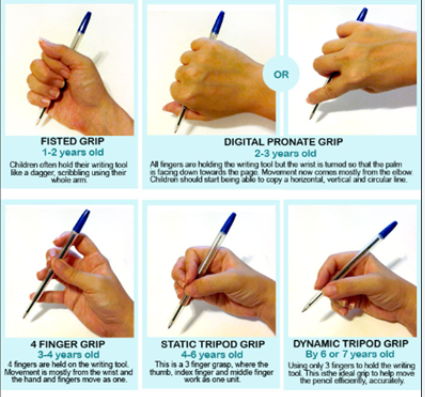 OR
FISTED GRIP
1-2 years old
Children often hold their writing tool
like a dagger, scribbling using their
whole arm.
DIGITAL PRONATE GRIP
2-3 years old
All fingers are holding the writing tool but the wrist is turned so that the palm
is facing down towards the page. Movement now comes mostly from the elbow
Children should start being able to copy a horizontal, vertical and circular line.
4 FINGER GRIP
3-4 years old
4 fingers are held on the writing tool.
Movement is mostly from the wrist and
the hand and fingers move as one.
STATIC TRIPOD GRIP
4-6 years old
This is a 3 finger grasp, where the
thumb, index finger and middle finger
work as one unit.
DYNAMIC TRIPOD GRIP
By 6 or 7 years old
Using only 3 fingers to hold the writing
tool. This isthe ideal grip to help move
the pencil efficiently, accurately.